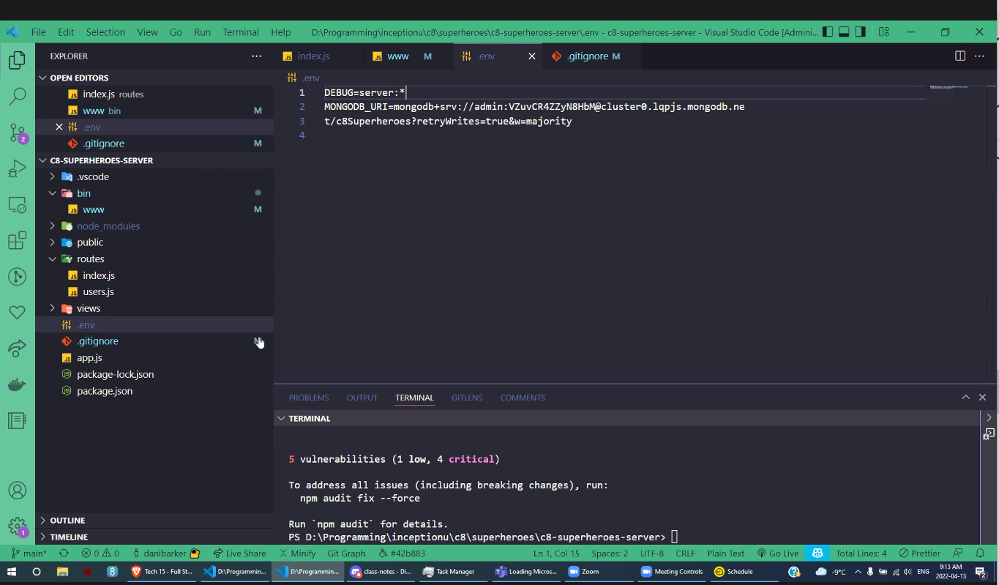 File Edit Selection View Go Run Terminal Help D:\Programming\inceptionu\c8\superheroes\c8-superheroes-server\.env - c8-superheroes-server - Visual Studio Code [Admini...
EXPLORER
OPEN EDITORS
index.js routes
www bin M
.env
.gitignore M
C8-SUPERHEROES-SERVER
.vscode
bin
www M
node_modules
public
routes
index.js
users.js
views
.env
.gitignore
app.js
package-lock.json
package.json
OUTLINE
TIMELINE
index.js www M .env .gitignore M
.env
1 DEBUG=server:*
2 MONGODB_URI=mongodb+srv://admin:VZuvCR4ZZyN8HbM@cluster0.lqpjs.mongodb.ne
3 t/c8Superheroes?retryWrites=true&w=majority
4
PROBLEMS OUTPUT TERMINAL GITLENS COMMENTS
TERMINAL
5 vulnerabilities (1 low, 4 critical)
To address all issues (including breaking changes), run:
npm audit fix --force
Run `npm audit` for details.
PS D:\Programming\inceptionu\c8\superheroes\c8-superheroes-server>
2
1
main* 0 0 danibarker Live Share Minify Git Graph #42b883 Ln 1, Col 15 Spaces: 2 UTF-8 CRLF Plain Text Go Live Total Lines: 4 Prettier
Tech 15 - Full St... D:\Programmin... D:\Programmin... class-notes - Di... Task Manager Loading Micros... Zoom Meeting Controls Schedule -9°C ENG 9:13 AM
2022-04-13
2